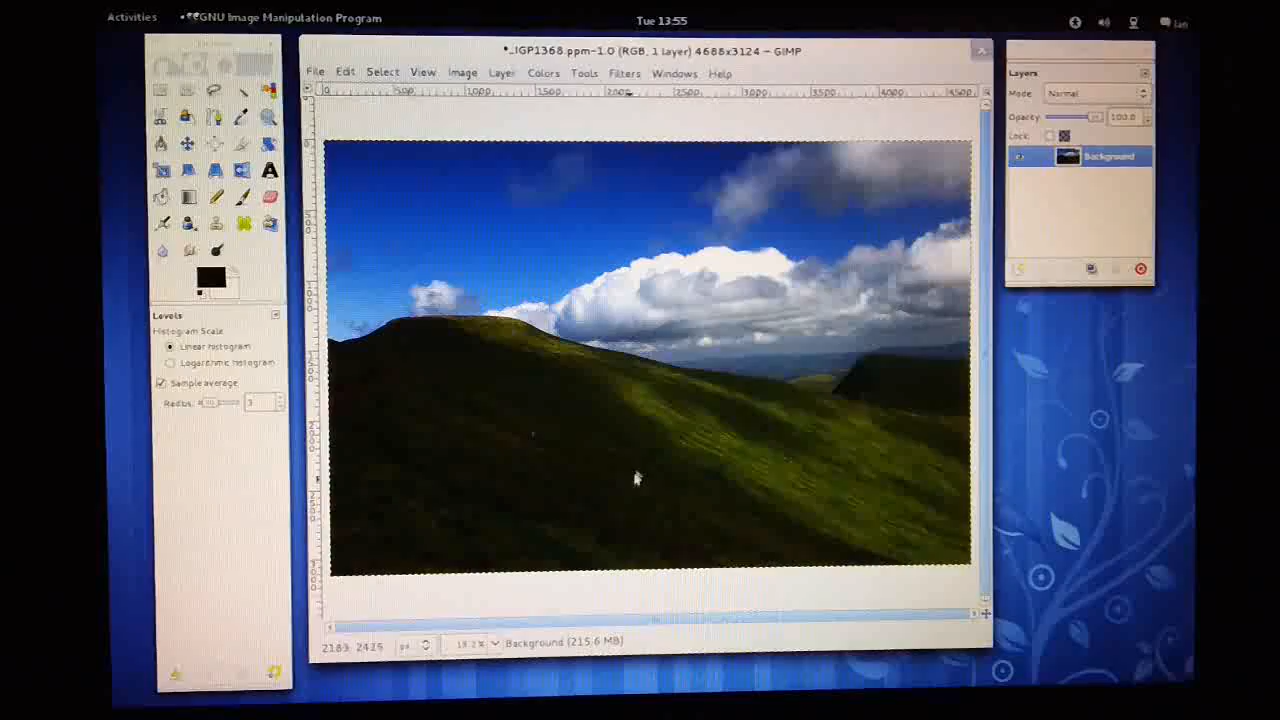 Activities GNU Image Manipulation Program Tue 13:55 Ian
*_IGP1368.ppm-1.0 (RGB, 1 layer) 4688x3124 – GIMP
File Edit Select View Image Layer Colors Tools Filters Windows Help
0 500 1000 1500 2000 2500 3000 3500 4000 4500
Layers
Mode: Normal
Opacity: 100.0
Lock:
Background
Levels
Histogram Scale
Linear histogram
Logarithmic histogram
Sample average
Radius: 3
px
Background (215.6 MB)